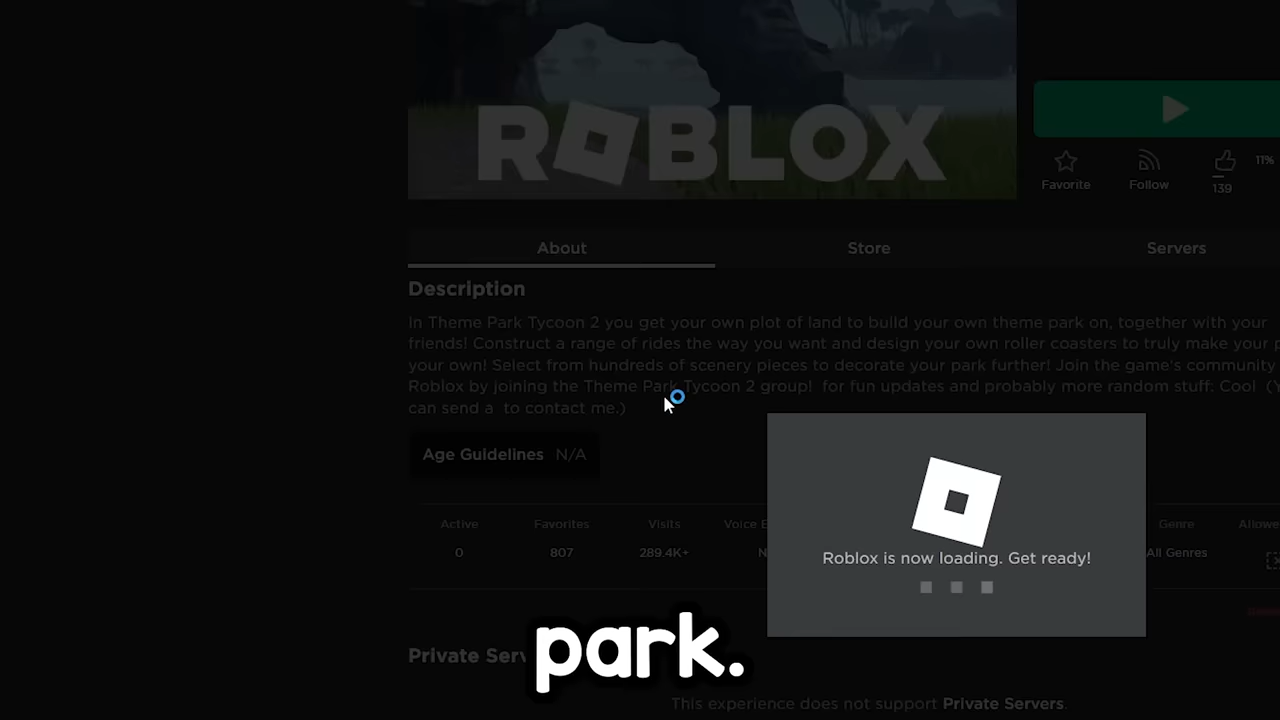 ROBLOX
Favorite
Follow
139
11%
About
Store
Servers
Description
In Theme Park Tycoon 2 you get your own plot of land to build your own theme park on, together with your
friends! Construct a range of rides the way you want and design your own roller coasters to truly make your p
your own! Select from hundreds of scenery pieces to decorate your park further! Join the game's community
Roblox by joining the Theme Park Tycoon 2 group! for fun updates and probably more random stuff: Cool (Y
can send a to contact me.)
Age Guidelines N/A
Active
Favorites
Visits
Voice E
Genre
Allowe
0
807
289.4K+
N
All Genres
Roblox is now loading. Get ready!
Private Serv
park.
This experience does not support Private Servers.